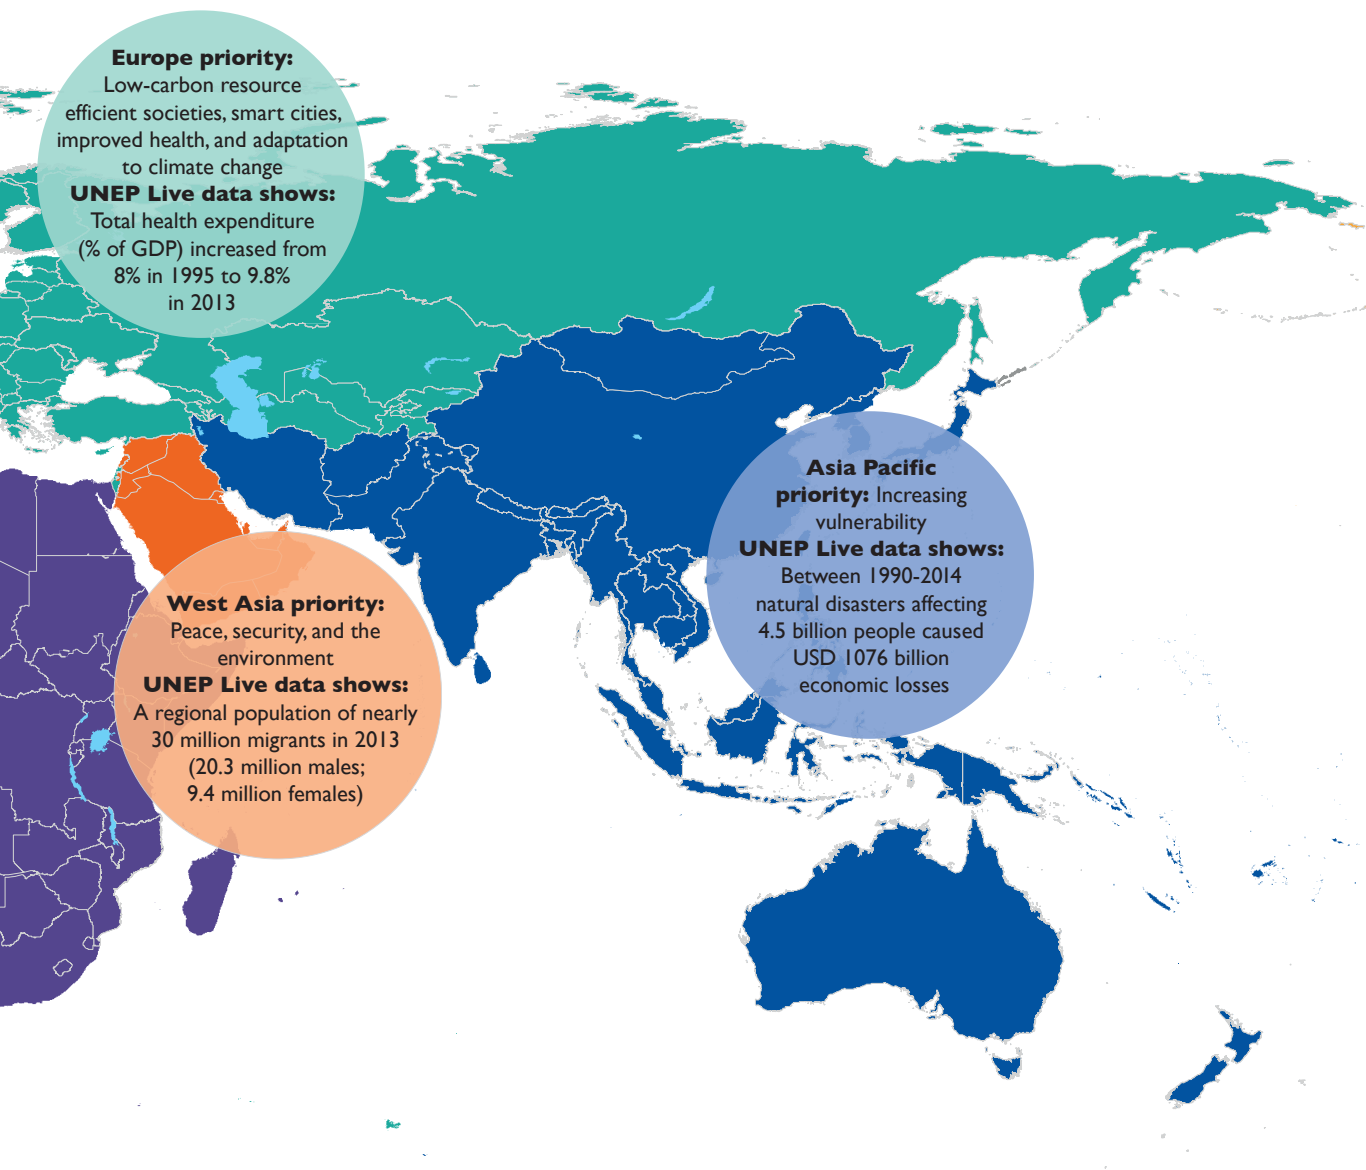 Europe priority:
Low-carbon resource
efficient societies, smart cities,
improved health, and adaptation
to climate change
UNEP Live data shows:
Total health expenditure
(% of GDP) increased from
8% in 1995 to 9.8%
in 2013
Asia Pacific
priority: Increasing
vulnerability
UNEP Live data shows:
Between 1990-2014
natural disasters affecting
4.5 billion people caused
USD 1076 billion
economic losses
West Asia priority:
Peace, security, and the
environment
UNEP Live data shows:
A regional population of nearly
30 million migrants in 2013
(20.3 million males;
9.4 million females)